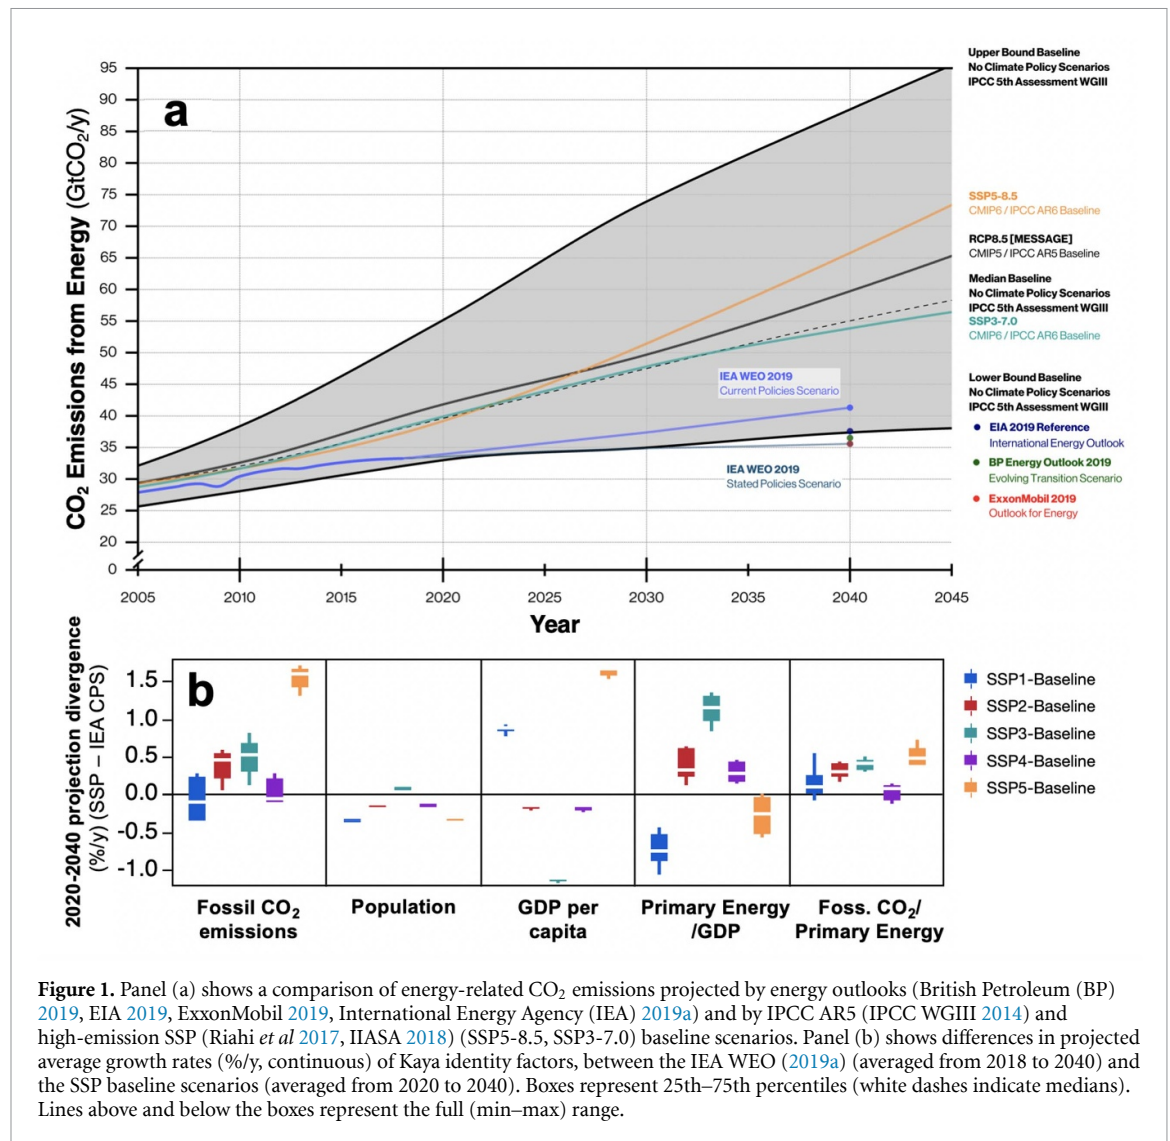 a
CO2 Emissions from Energy (GtCO2/y)
95
90
85
80
75
70
65
60
55
50
45
40
35
30
25
20
0
2005
2010
2015
2020
2025
2030
2035
2040
2045
Year
Upper Bound Baseline
No Climate Policy Scenarios
IPCC 5th Assessment WGIII
SSP5-8.5
CMIP6 / IPCC AR6 Baseline
RCP8.5 [MESSAGE]
CMIP5 / IPCC AR5 Baseline
Median Baseline
No Climate Policy Scenarios
IPCC 5th Assessment WGIII
SSP3-7.0
CMIP6 / IPCC AR6 Baseline
IEA WEO 2019
Current Policies Scenario
Lower Bound Baseline
No Climate Policy Scenarios
IPCC 5th Assessment WGIII
EIA 2019 Reference
International Energy Outlook
BP Energy Outlook 2019
Evolving Transition Scenario
ExxonMobil 2019
Outlook for Energy
IEA WEO 2019
Stated Policies Scenario
b
2020-2040 projection divergence
(%/y) (SSP – IEA CPS)
1.5
1.0
0.5
0.0
-0.5
-1.0
Fossil CO2
emissions
Population
GDP per
capita
Primary Energy
/GDP
Foss. CO2/
Primary Energy
SSP1-Baseline
SSP2-Baseline
SSP3-Baseline
SSP4-Baseline
SSP5-Baseline
Figure 1. Panel (a) shows a comparison of energy-related CO2 emissions projected by energy outlooks (British Petroleum (BP)
2019, EIA 2019, ExxonMobil 2019, International Energy Agency (IEA) 2019a) and by IPCC AR5 (IPCC WGIII 2014) and
high-emission SSP (Riahi et al 2017, IIASA 2018) (SSP5-8.5, SSP3-7.0) baseline scenarios. Panel (b) shows differences in projected
average growth rates (%/y, continuous) of Kaya identity factors, between the IEA WEO (2019a) (averaged from 2018 to 2040) and
the SSP baseline scenarios (averaged from 2020 to 2040). Boxes represent 25th–75th percentiles (white dashes indicate medians).
Lines above and below the boxes represent the full (min–max) range.